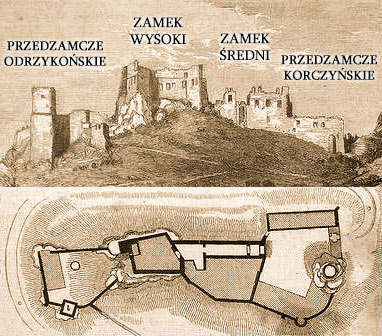 PRZEDZAMCZE
ODRZYKOŃSKIE
ZAMEK
WYSOKI
ZAMEK
ŚREDNI
PRZEDZAMCZE
KORCZYŃSKIE